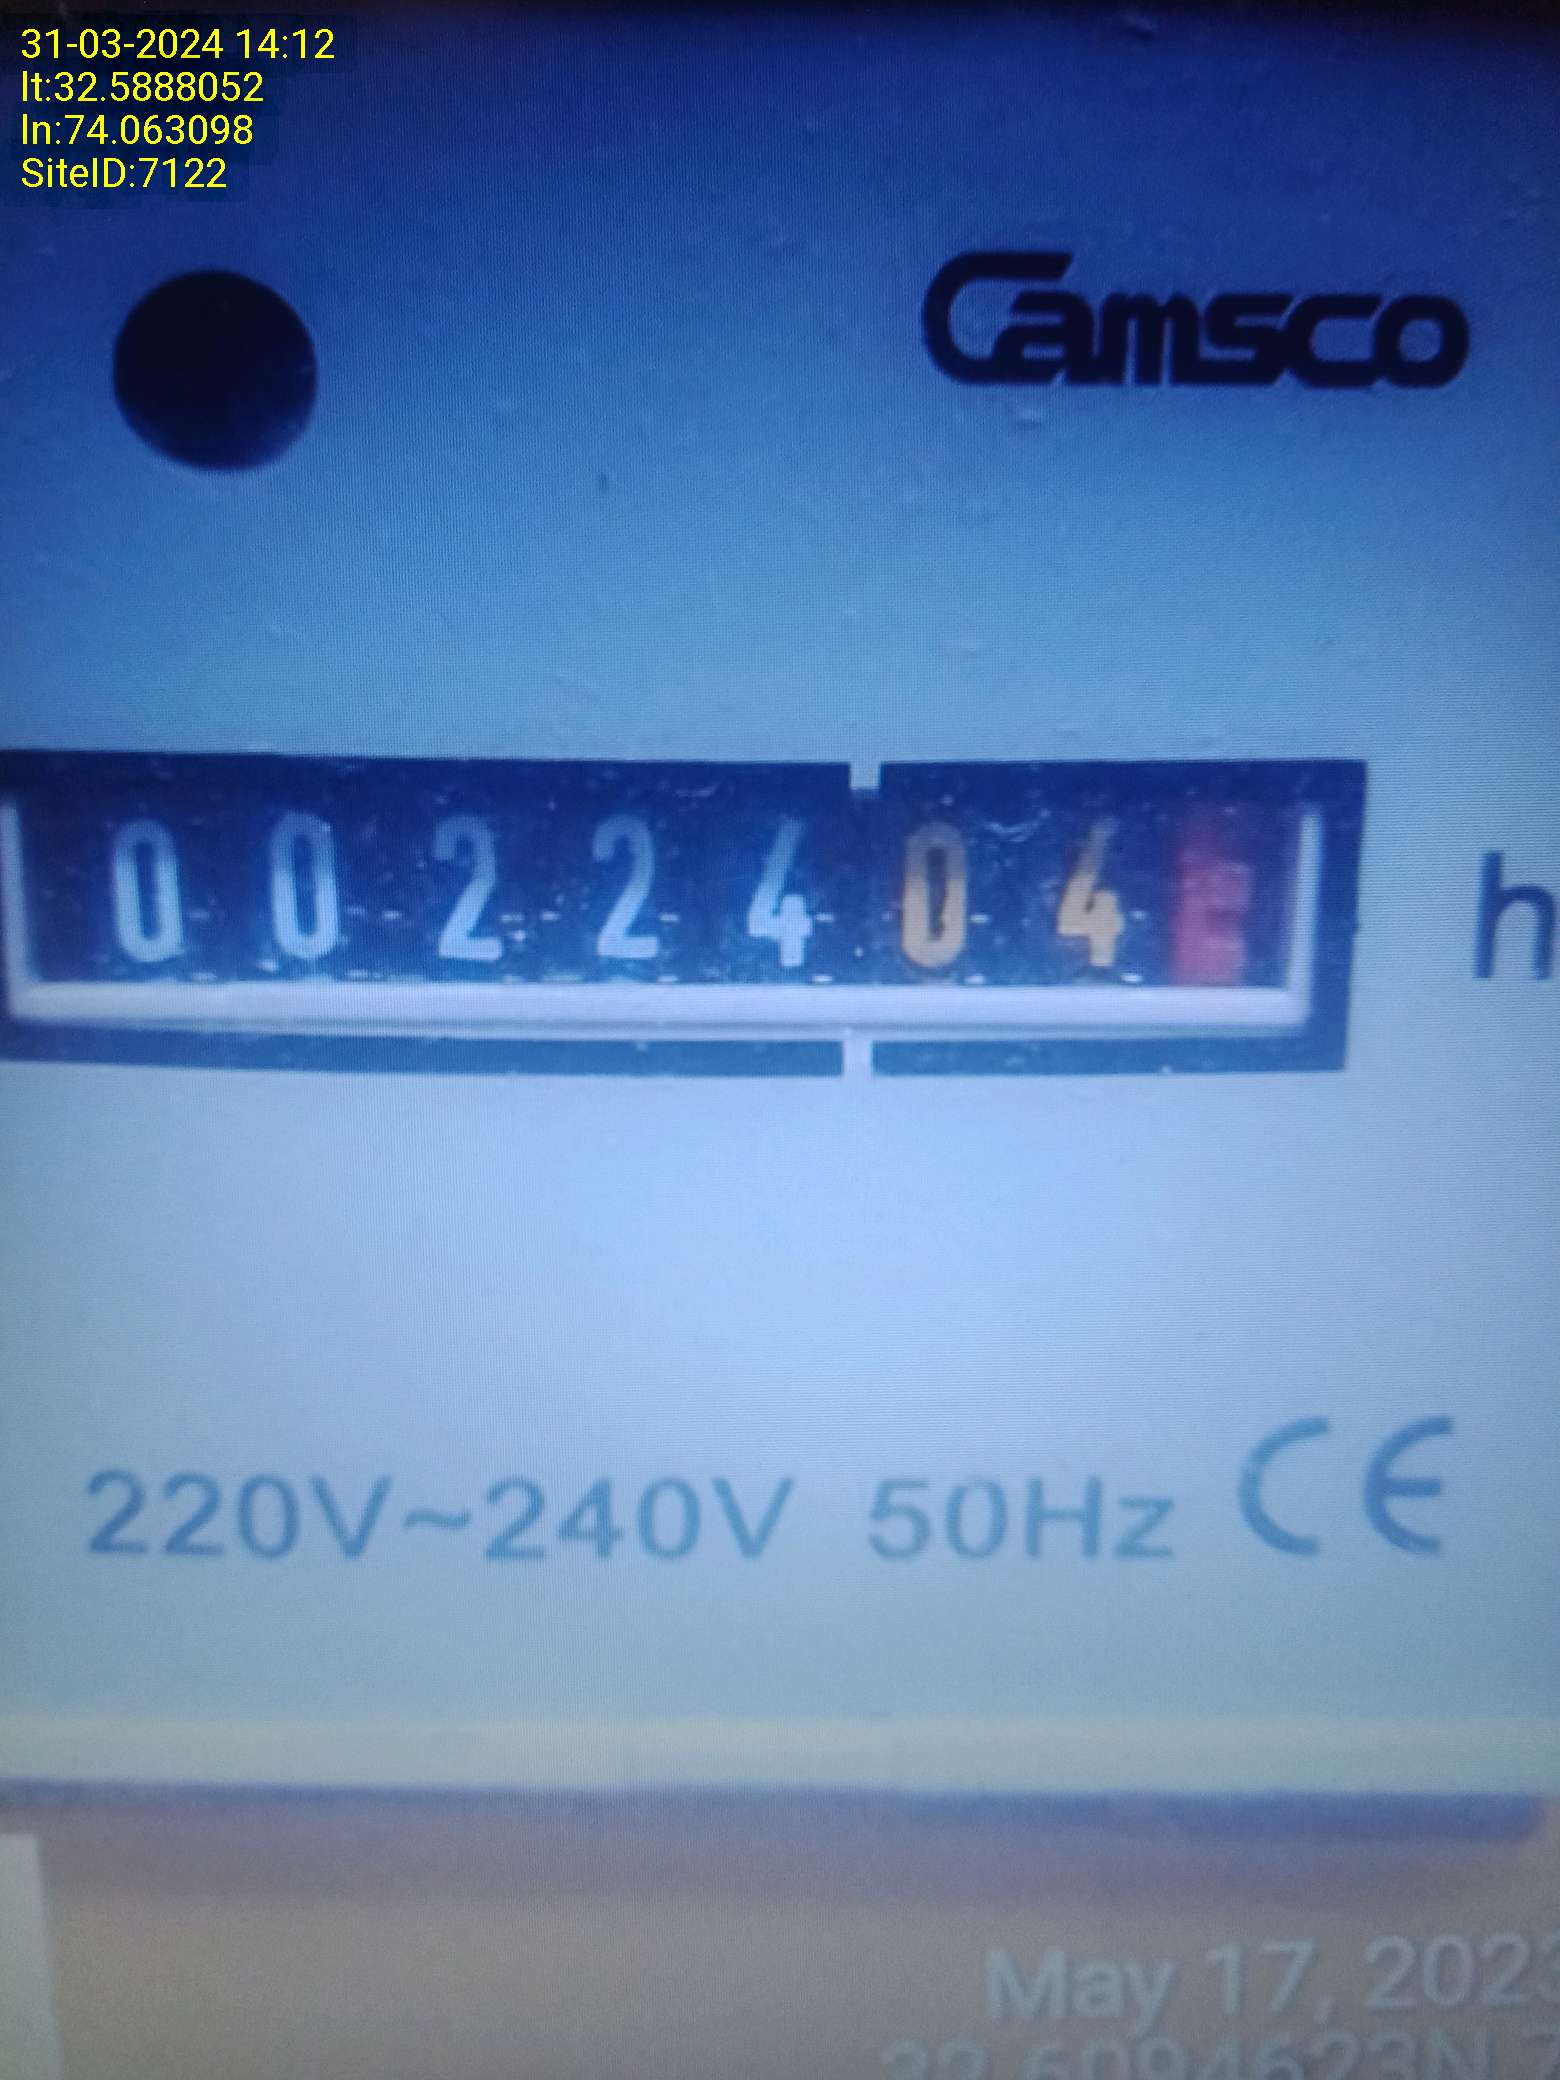 31-03-2024 14:12
lt:32.5888052
ln:74.063098
SiteID:7122
Camsco
0022404
h
220V~240V 50Hz CE
May 17, 2023